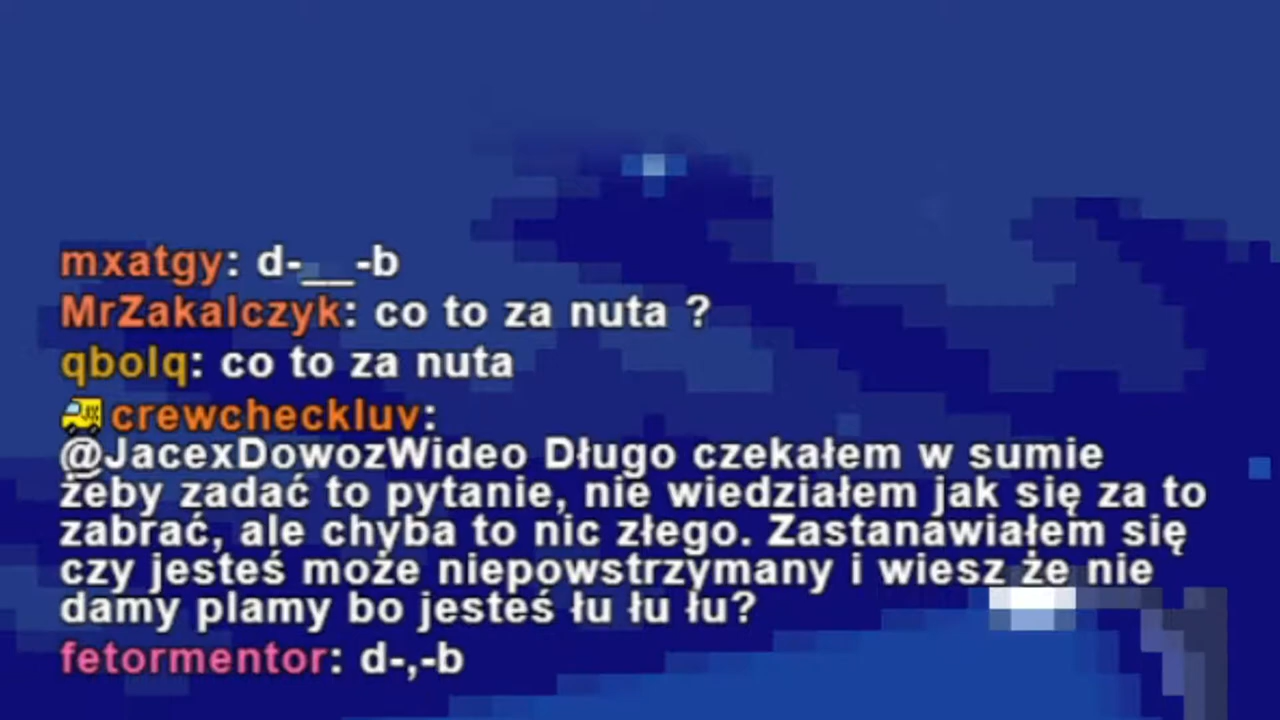 mxatgy: d-__-b
MrZakalczyk: co to za nuta ?
qbolq: co to za nuta
crewcheckluv:
@JacexDowozWideo Długo czekałem w sumie
żeby zadać to pytanie, nie wiedziałem jak się za to
zabrać, ale chyba to nic złego. Zastanawiałem się
czy jesteś może niepowstrzymany i wiesz że nie
damy plamy bo jesteś łu łu łu?
fetormentor: d-,-b